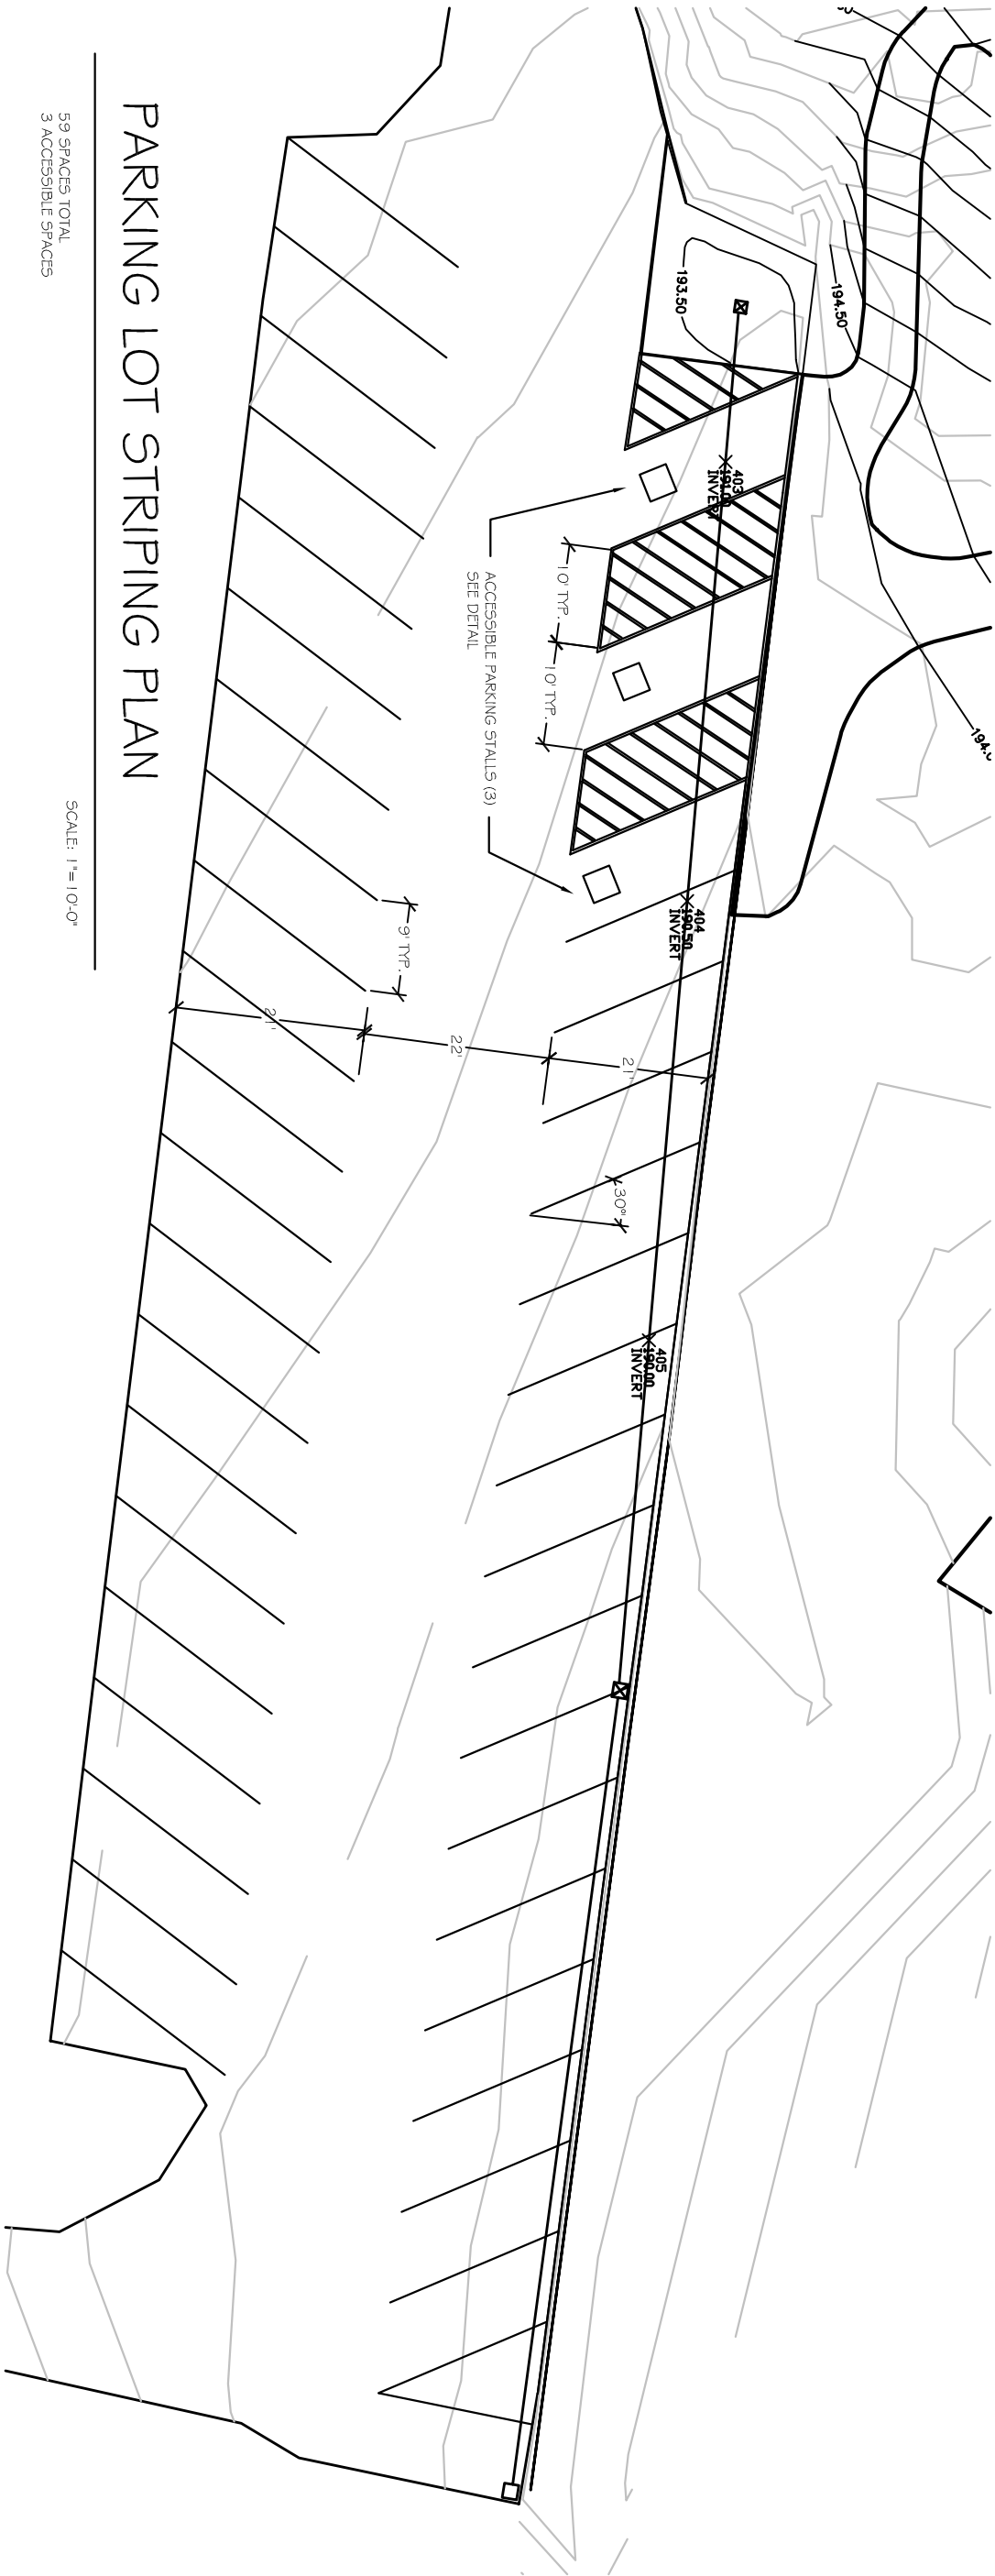 PARKING LOT STRIPING PLAN
SCALE: 1"=10'-0"
59 SPACES TOTAL
3 ACCESSIBLE SPACES
193.50
194.50
403
191.00
INVERT
10' TYP.
10' TYP.
ACCESSIBLE PARKING STALLS (3)
SEE DETAIL
404
190.50
INVERT
9' TYP.
21'
22'
21'
30°
405
190.00
INVERT